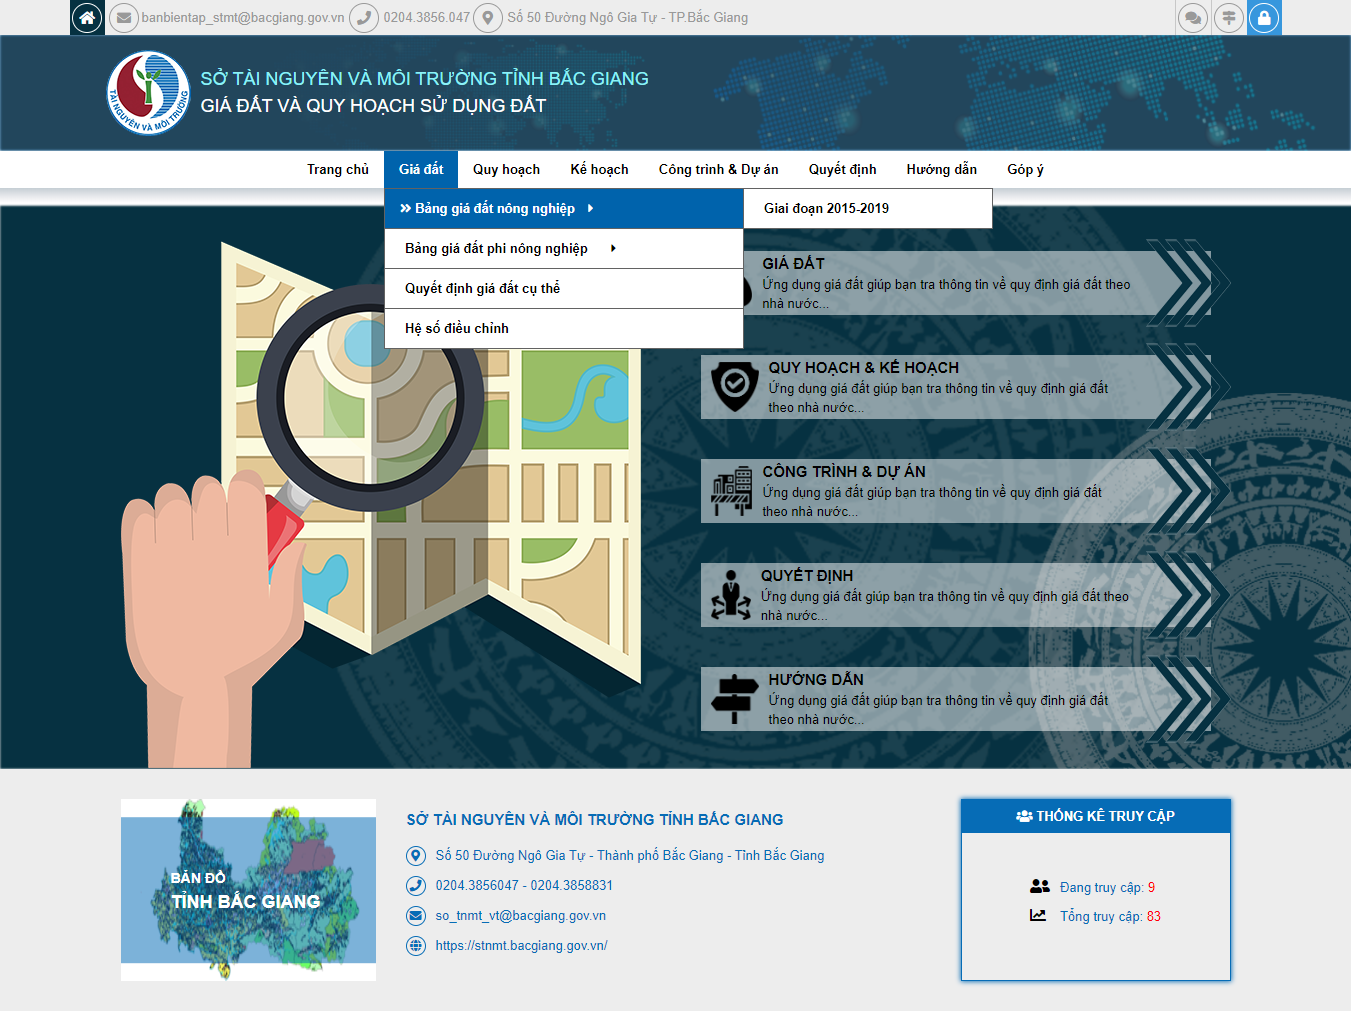 banbientap_stmt@bacgiang.gov.vn 0204.3856.047 Số 50 Đường Ngô Gia Tự - TP.Bắc Giang
TÀI NGUYÊN VÀ MÔI TRƯỜNG
SỞ TÀI NGUYÊN VÀ MÔI TRƯỜNG TỈNH BẮC GIANG
GIÁ ĐẤT VÀ QUY HOẠCH SỬ DỤNG ĐẤT
Trang chủ Giá đất Quy hoạch Kế hoạch Công trình & Dự án Quyết định Hướng dẫn Góp ý
Bảng giá đất nông nghiệp
Giai đoạn 2015-2019
Bảng giá đất phi nông nghiệp
Quyết định giá đất cụ thể
Hệ số điều chỉnh
GIÁ ĐẤT
Ứng dụng giá đất giúp bạn tra thông tin về quy định giá đất theo
nhà nước...
QUY HOẠCH & KẾ HOẠCH
Ứng dụng giá đất giúp bạn tra thông tin về quy định giá đất
theo nhà nước...
CÔNG TRÌNH & DỰ ÁN
Ứng dụng giá đất giúp bạn tra thông tin về quy định giá đất
theo nhà nước...
QUYẾT ĐỊNH
Ứng dụng giá đất giúp bạn tra thông tin về quy định giá đất theo
nhà nước...
HƯỚNG DẪN
Ứng dụng giá đất giúp bạn tra thông tin về quy định giá đất
theo nhà nước...
BẢN ĐỒ
TỈNH BẮC GIANG
SỞ TÀI NGUYÊN VÀ MÔI TRƯỜNG TỈNH BẮC GIANG
Số 50 Đường Ngô Gia Tự - Thành phố Bắc Giang - Tỉnh Bắc Giang
0204.3856047 - 0204.3858831
so_tnmt_vt@bacgiang.gov.vn
https://stnmt.bacgiang.gov.vn/
THỐNG KÊ TRUY CẬP
Đang truy cập: 9
Tổng truy cập: 83